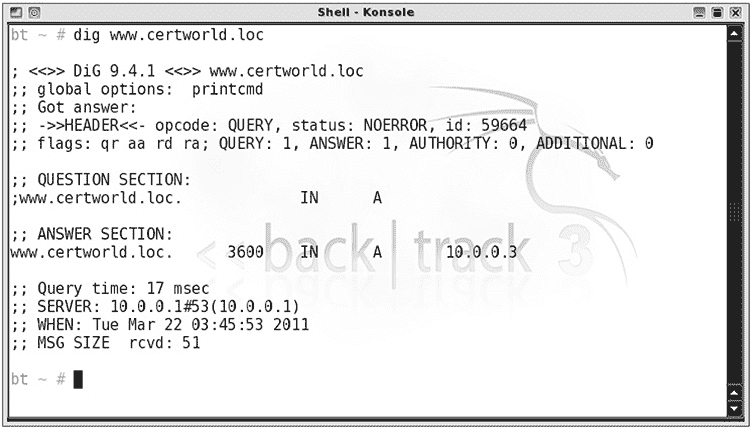 Shell - Konsole
bt ~ # dig www.certworld.loc
; <<>> DiG 9.4.1 <<>> www.certworld.loc
;; global options:  printcmd
;; Got answer:
;; ->>HEADER<<- opcode: QUERY, status: NOERROR, id: 59664
;; flags: qr aa rd ra; QUERY: 1, ANSWER: 1, AUTHORITY: 0, ADDITIONAL: 0
;; QUESTION SECTION:
;www.certworld.loc.             IN      A
;; ANSWER SECTION:
www.certworld.loc.      3600    IN      A       10.0.0.3
<< back | track 3
;; Query time: 17 msec
;; SERVER: 10.0.0.1#53(10.0.0.1)
;; WHEN: Tue Mar 22 03:45:53 2011
;; MSG SIZE  rcvd: 51
bt ~ #